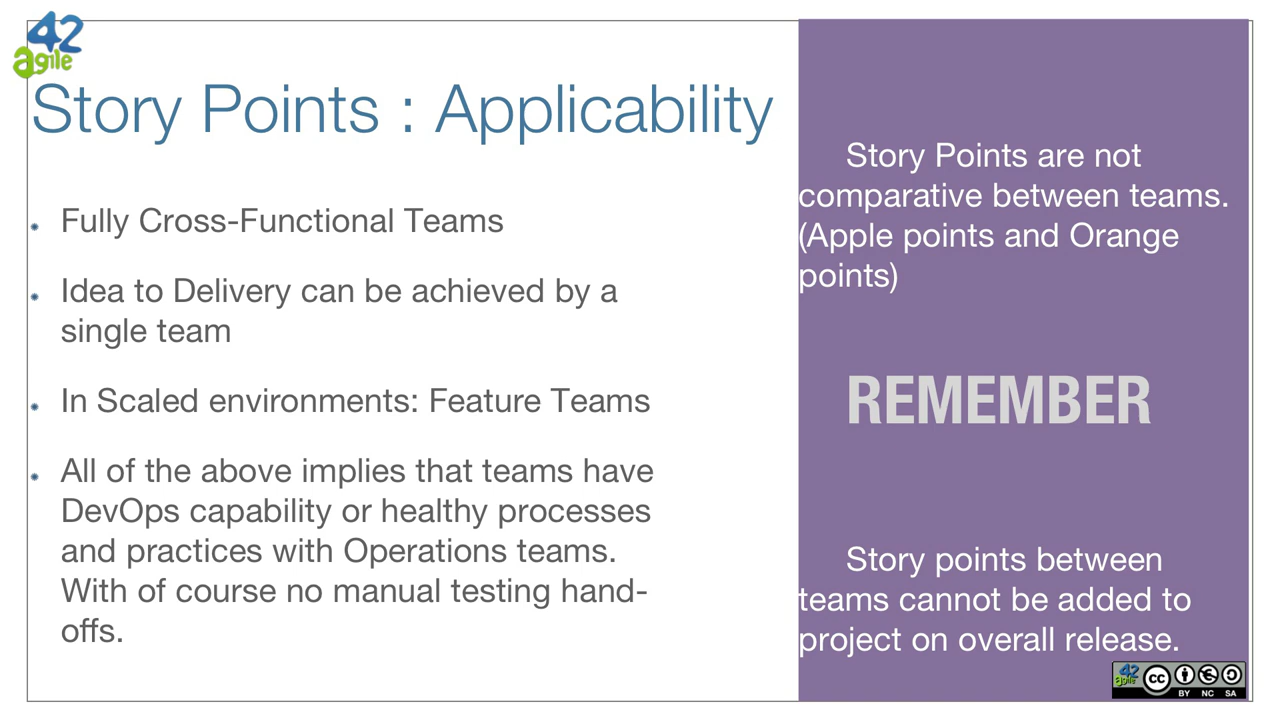 42
agile
Story Points : Applicability
Fully Cross-Functional Teams
Idea to Delivery can be achieved by a
single team
In Scaled environments: Feature Teams
All of the above implies that teams have
DevOps capability or healthy processes
and practices with Operations teams.
With of course no manual testing hand-
offs.
Story Points are not
comparative between teams.
(Apple points and Orange
points)
REMEMBER
Story points between
teams cannot be added to
project on overall release.
42
agile
cc
BY NC SA